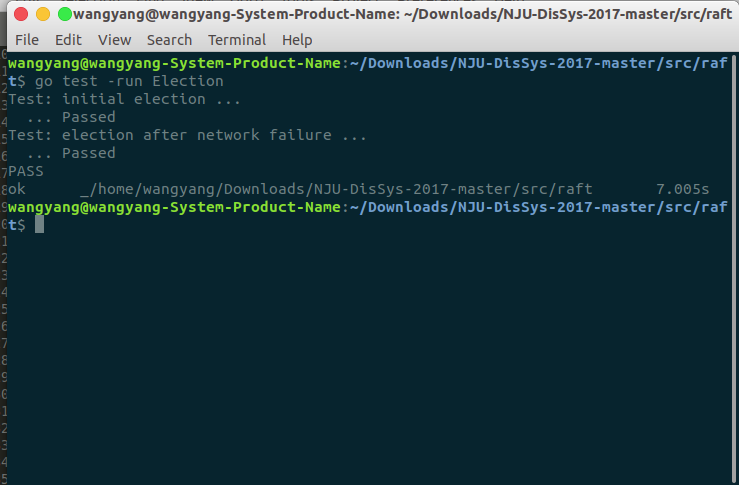 wangyang@wangyang-System-Product-Name: ~/Downloads/NJU-DisSys-2017-master/src/raft
File Edit View Search Terminal Help
wangyang@wangyang-System-Product-Name:~/Downloads/NJU-DisSys-2017-master/src/raf
t$ go test -run Election
Test: initial election ...
  ... Passed
Test: election after network failure ...
  ... Passed
PASS
ok      _/home/wangyang/Downloads/NJU-DisSys-2017-master/src/raft       7.005s
wangyang@wangyang-System-Product-Name:~/Downloads/NJU-DisSys-2017-master/src/raf
t$